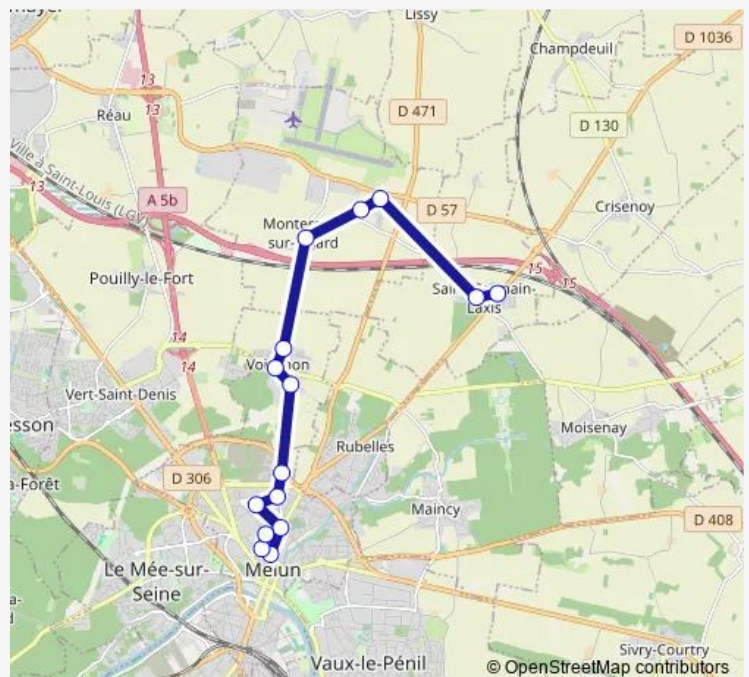 Lissy
D 1036
Champdeuil
13
13
D 471
Réau
D 130
Ville à Saint-Louis (LGV)
13
A 5b
D 57
Crisenoy
15
15
Pouilly-le-Fort
Laxis
14
14
Vert-Saint-Denis
Moisenay
Rubelles
D 306
a-Forêt
Maincy
D 408
Le Mée-sur-
Seine
Melun
Sivry-Courtry
Vaux-le-Pénil
© OpenStreetMap contributors